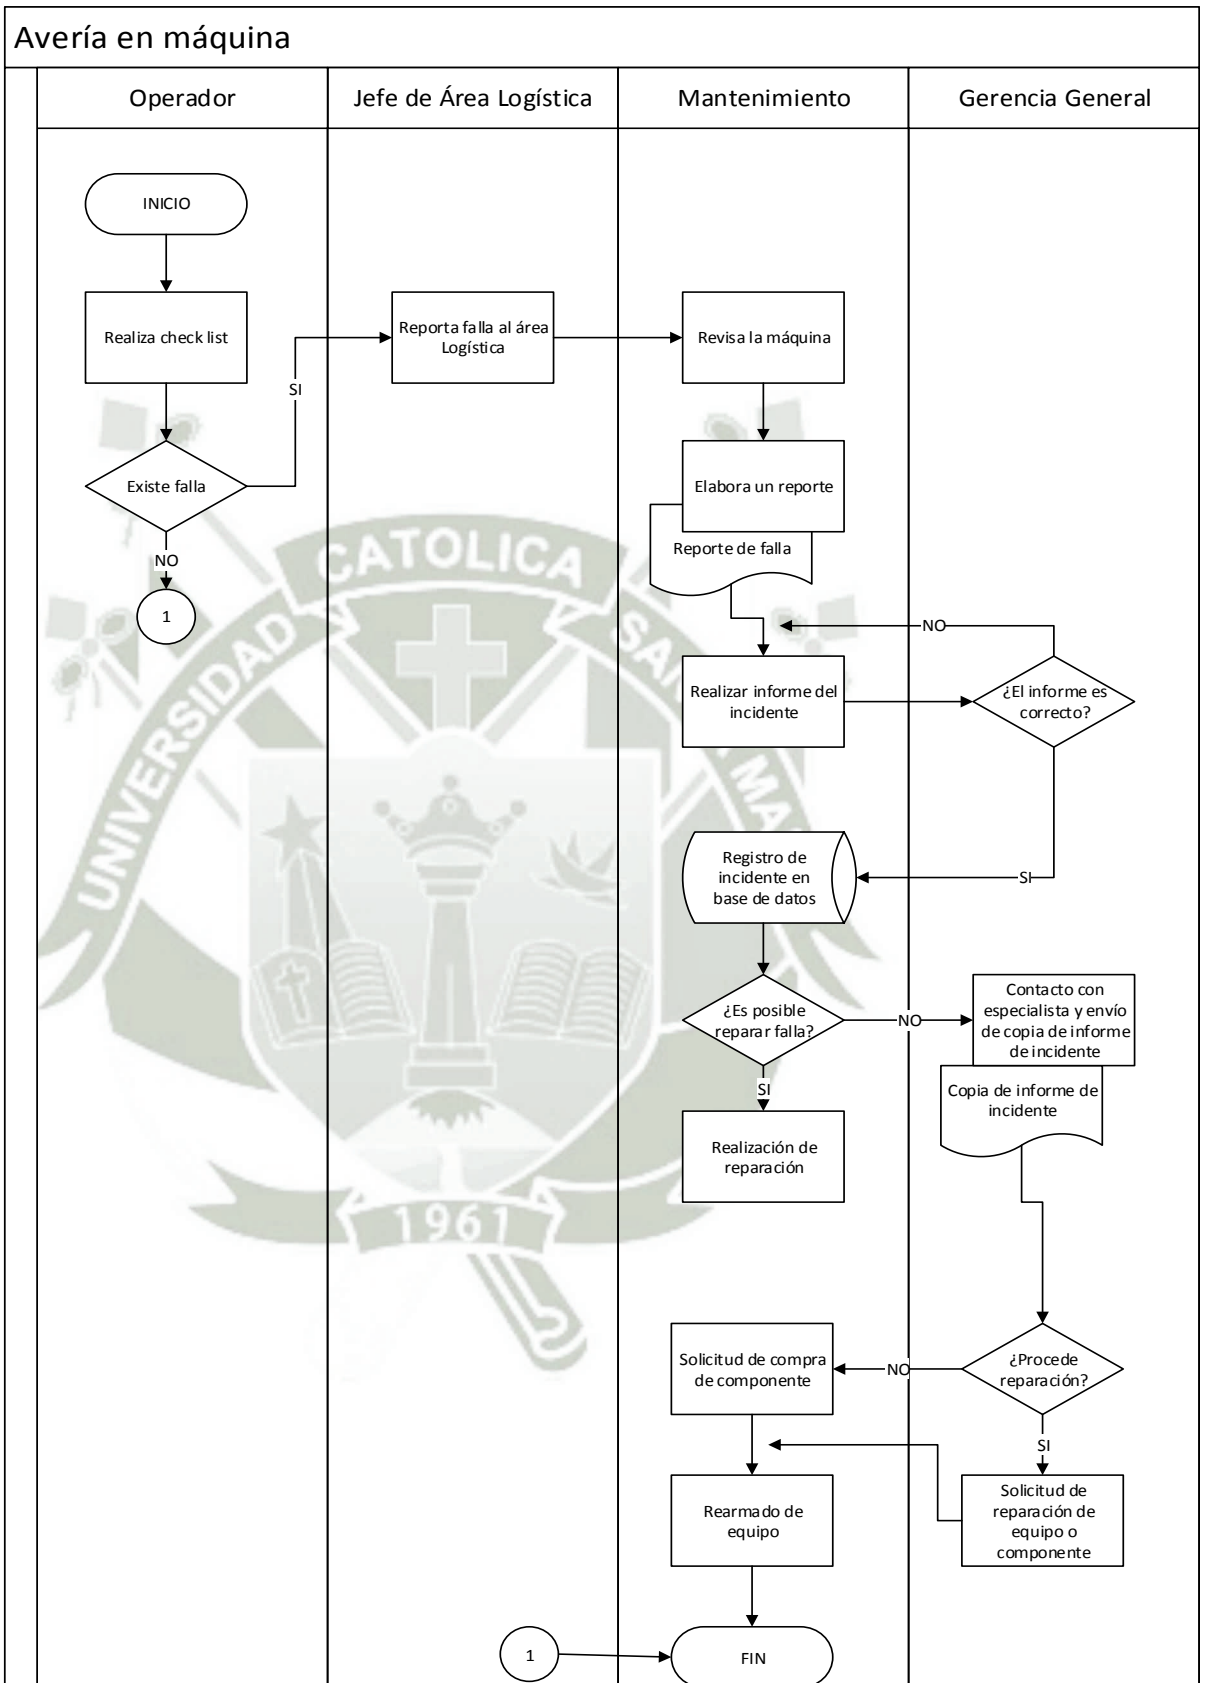 Avería en máquina
Operador
Jefe de Área Logística
Mantenimiento
Gerencia General
INICIO
Realiza check list
Reporta falla al área
Logística
Revisa la máquina
SI
Existe falla
Elabora un reporte
Reporte de falla
NO
1
NO
Realizar informe del
incidente
¿El informe es
correcto?
Registro de
incidente en
base de datos
SI
¿Es posible
reparar falla?
NO
Contacto con
especialista y envío
de copia de informe
de incidente
SI
Copia de informe de
incidente
Realización de
reparación
Solicitud de compra
de componente
NO
¿Procede
reparación?
SI
Rearmado de
equipo
Solicitud de
reparación de
equipo o
componente
1
FIN
UNIVERSIDAD
CATOLICA
1961